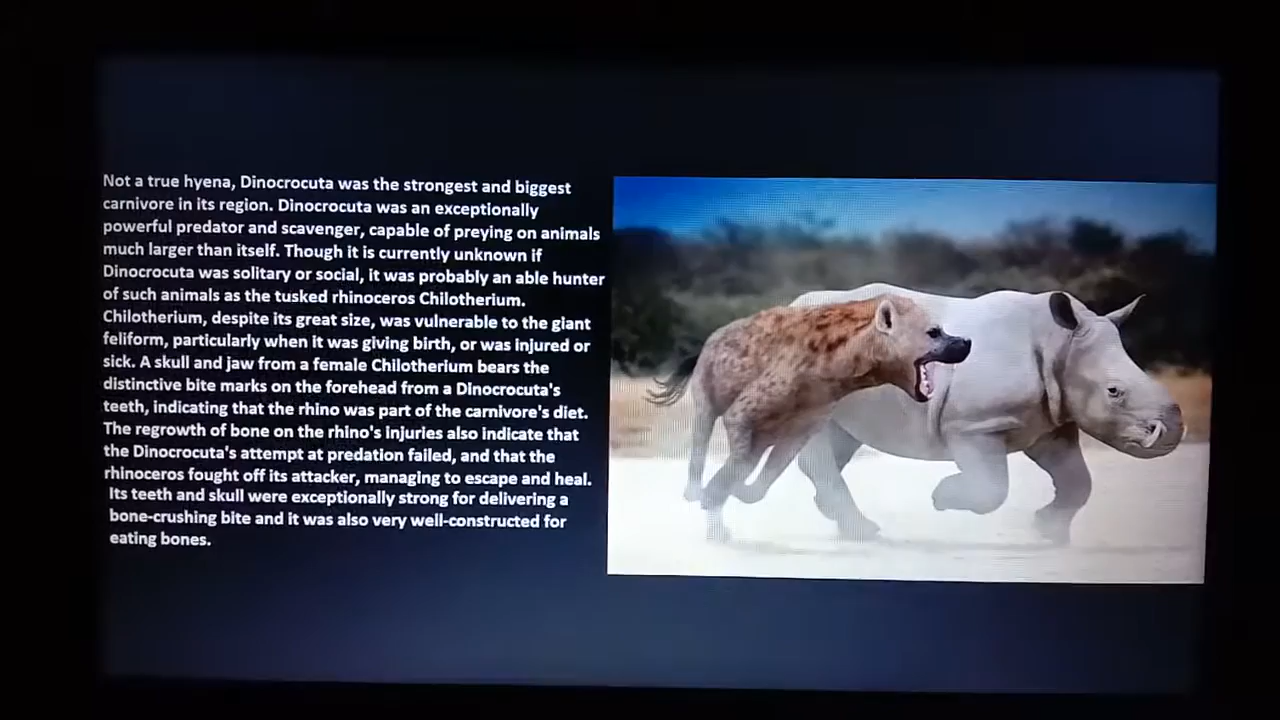 Not a true hyena, Dinocrocuta was the strongest and biggest
carnivore in its region. Dinocrocuta was an exceptionally
powerful predator and scavenger, capable of preying on animals
much larger than itself. Though it is currently unknown if
Dinocrocuta was solitary or social, it was probably an able hunter
of such animals as the tusked rhinoceros Chilotherium.
Chilotherium, despite its great size, was vulnerable to the giant
feliform, particularly when it was giving birth, or was injured or
sick. A skull and jaw from a female Chilotherium bears the
distinctive bite marks on the forehead from a Dinocrocuta's
teeth, indicating that the rhino was part of the carnivore's diet.
The regrowth of bone on the rhino's injuries also indicate that
the Dinocrocuta's attempt at predation failed, and that the
rhinoceros fought off its attacker, managing to escape and heal.
Its teeth and skull were exceptionally strong for delivering a
bone-crushing bite and it was also very well-constructed for
eating bones.